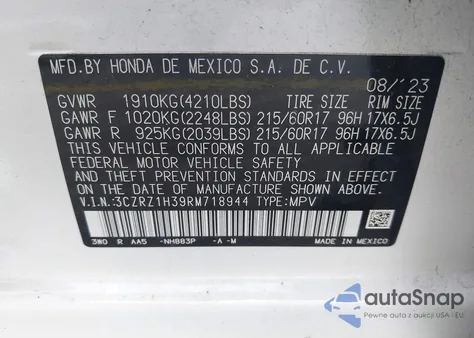 MFD.BY HONDA DE MEXICO S.A. DE C.V.
08/'23
GVWR 1910KG(4210LBS) TIRE SIZE RIM SIZE
GAWR F 1020KG(2248LBS) 215/60R17 96H 17X6.5J
GAWR R 925KG(2039LBS) 215/60R17 96H 17X6.5J
THIS VEHICLE CONFORMS TO ALL APPLICABLE
FEDERAL MOTOR VEHICLE SAFETY
AND THEFT PREVENTION STANDARDS IN EFFECT
ON THE DATE OF MANUFACTURE SHOWN ABOVE.
V.I.N:3CZRZ1H39RM718944 TYPE:MPV
3W0 R AA5 -NH883P -A -M
MADE IN MEXICO
autoSnap
Pewne auta z aukcji USA i EU